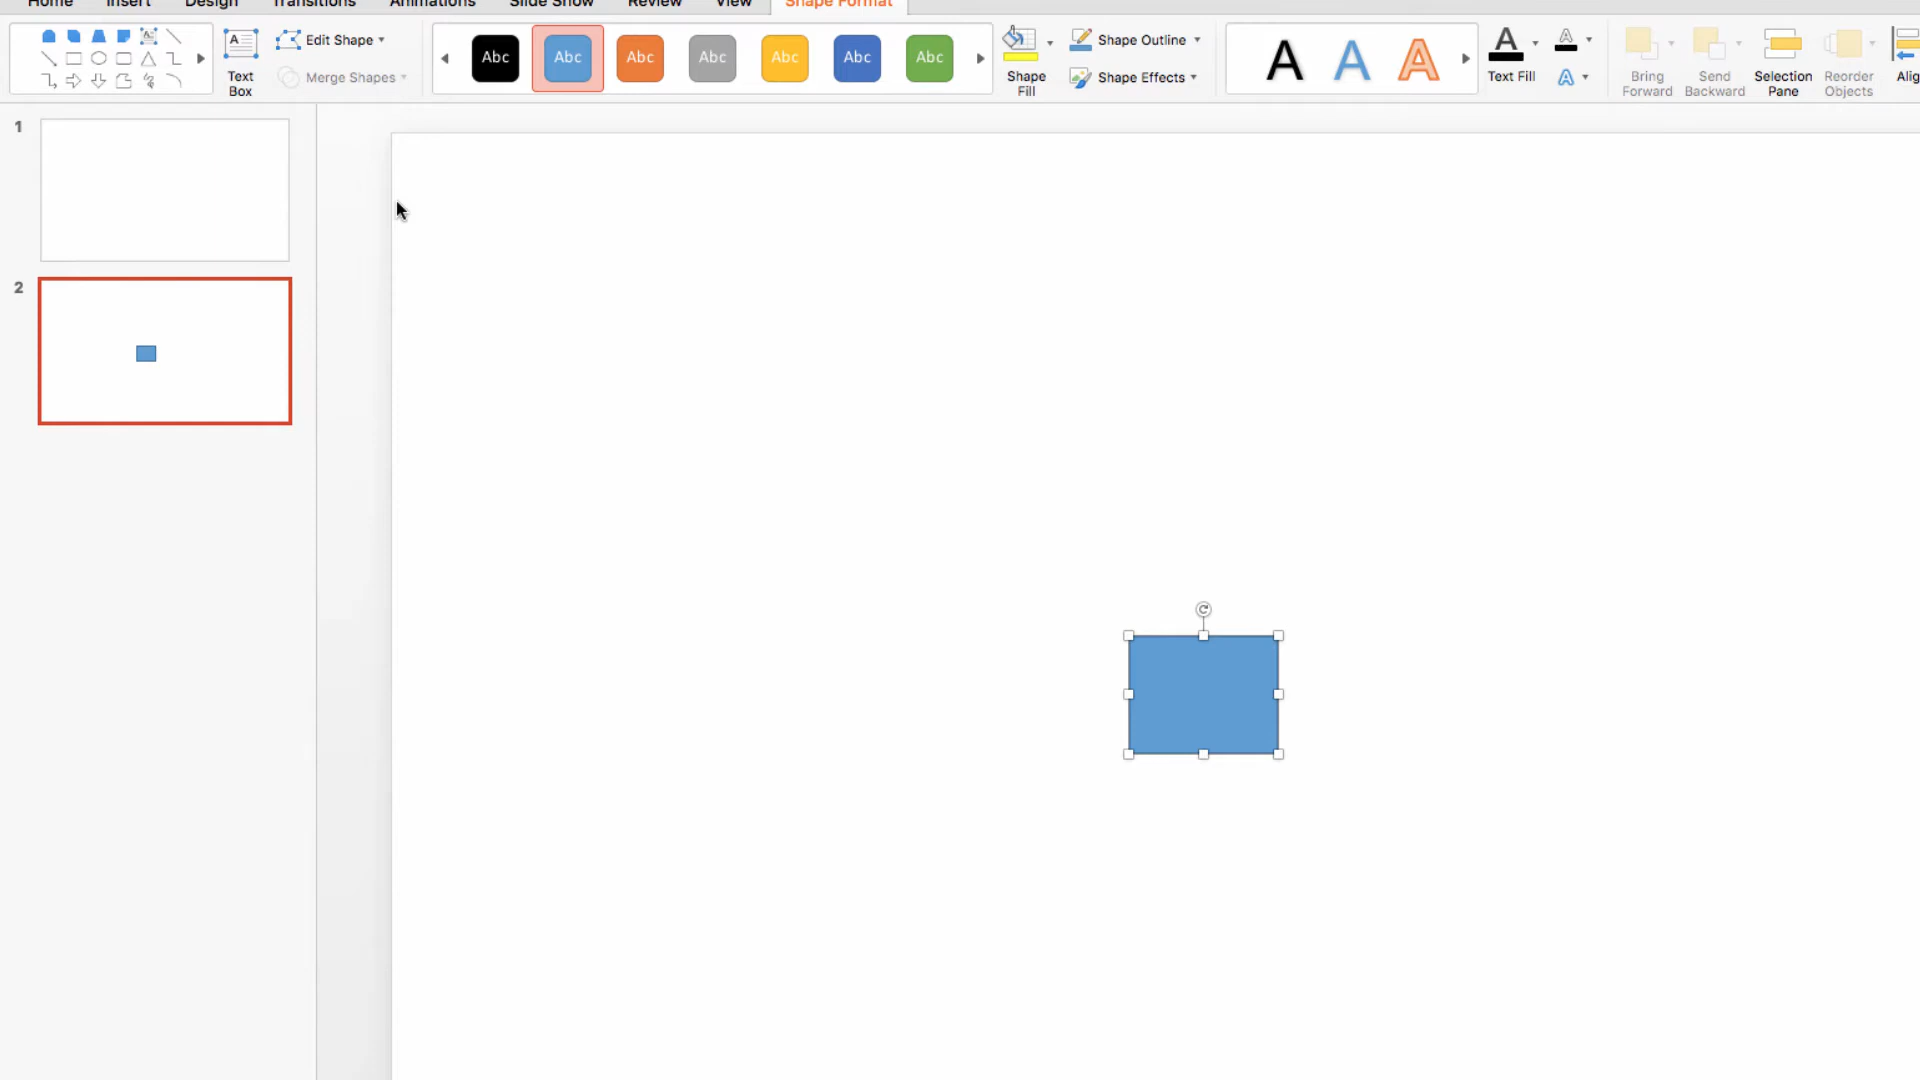 Home Insert Design Transitions Animations Slide Show Review View Shape Format
A Edit Shape Abc Abc Abc Abc Abc Abc Abc Shape Outline A A A A A
Text Box Merge Shapes Shape Fill Shape Effects Text Fill A Bring Forward Send Backward Selection Pane Reorder Objects
1
2